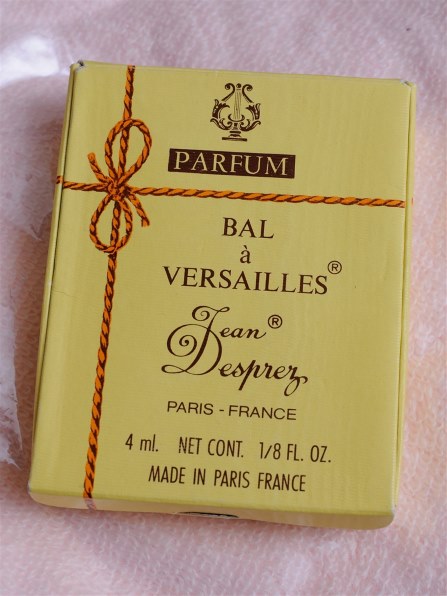 PARFUM
BAL
à
VERSAILLES®
Jean®
Desprez
PARIS - FRANCE
4 ml. NET CONT. 1/8 FL. OZ.
MADE IN PARIS FRANCE